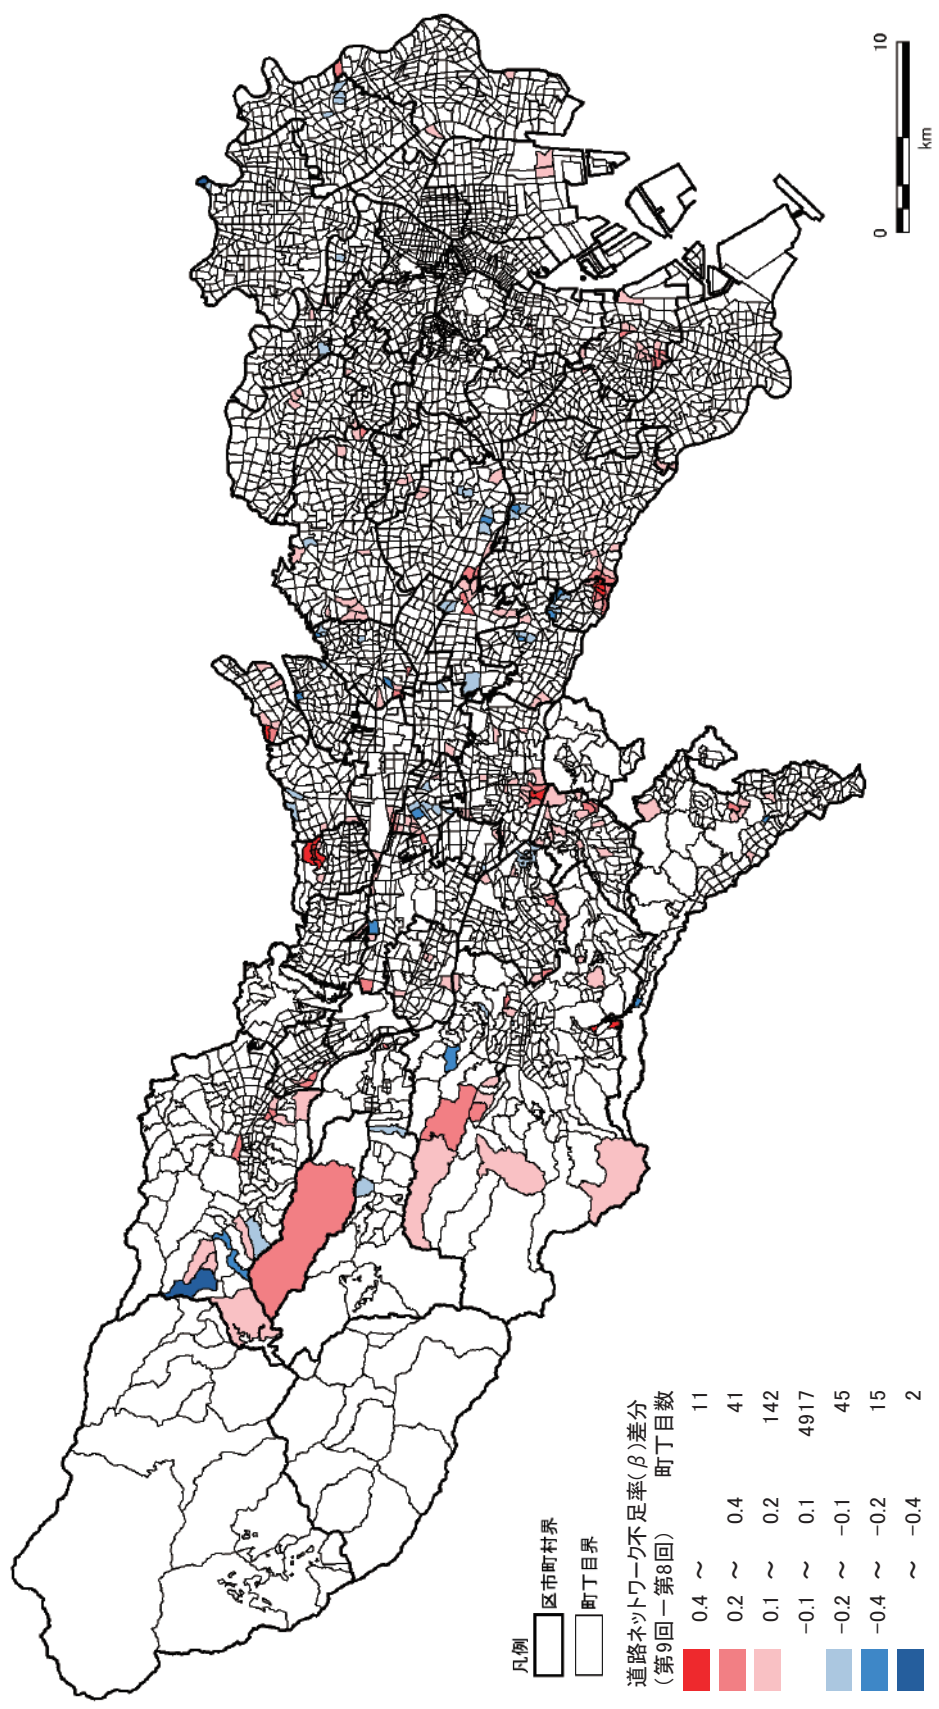 凡例
区市町村界
町丁目界
道路ネットワーク不足率(β)差分
(第9回－第8回) 町丁目数
0.4 ～ 11
0.2 ～ 0.4 41
0.1 ～ 0.2 142
−0.1 ～ 0.1 4917
−0.2 ～ −0.1 45
−0.4 ～ −0.2 15
～ −0.4 2
0 10
km